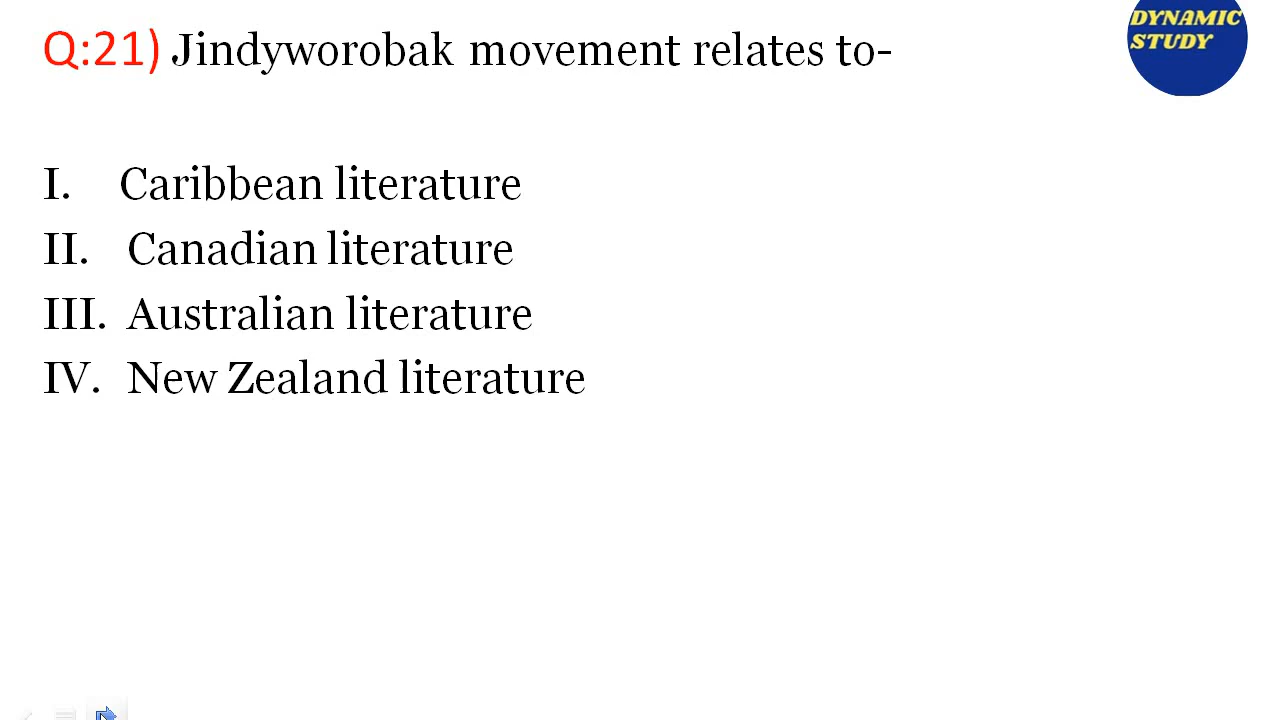 Q:21) Jindyworobak movement relates to-
DYNAMIC
STUDY
I. Caribbean literature
II. Canadian literature
III. Australian literature
IV. New Zealand literature